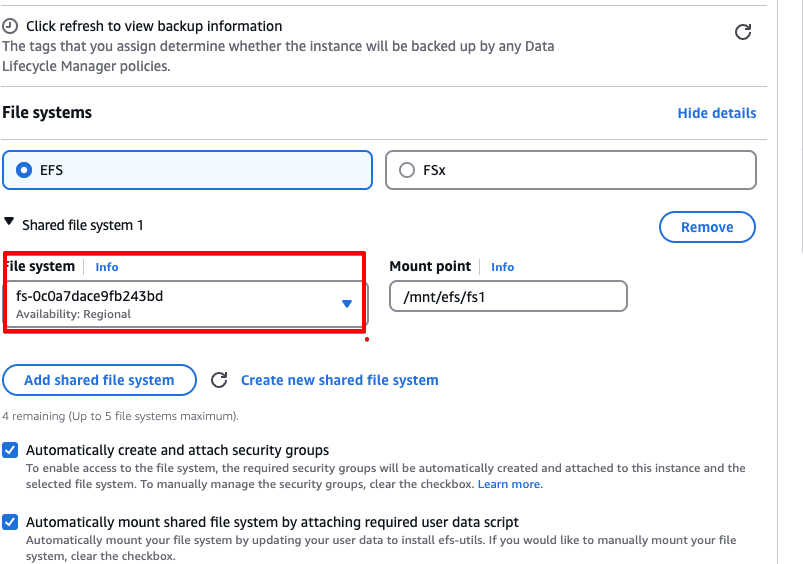 Click refresh to view backup information
The tags that you assign determine whether the instance will be backed up by any Data
Lifecycle Manager policies.
File systems
Hide details
EFS
FSx
Shared file system 1
Remove
File system Info
Mount point Info
fs-0c0a7dace9fb243bd
Availability: Regional
/mnt/efs/fs1
Add shared file system
Create new shared file system
4 remaining (Up to 5 file systems maximum).
Automatically create and attach security groups
To enable access to the file system, the required security groups will be automatically created and attached to this instance and the
selected file system. To manually manage the security groups, clear the checkbox. Learn more.
Automatically mount shared file system by attaching required user data script
Automatically mount your file system by updating your user data to install efs-utils. If you would like to manually mount your file
system, clear the checkbox.